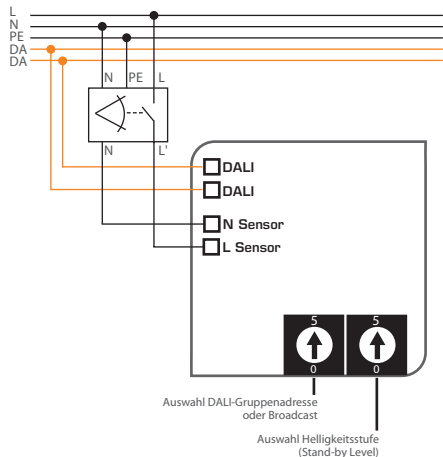 L
N
PE
DA
DA
N PE L
N L'
DALI
DALI
N Sensor
L Sensor
5 5
0 0
Auswahl DALI-Gruppenadresse
oder Broadcast
Auswahl Helligkeitsstufe
(Stand-by Level)